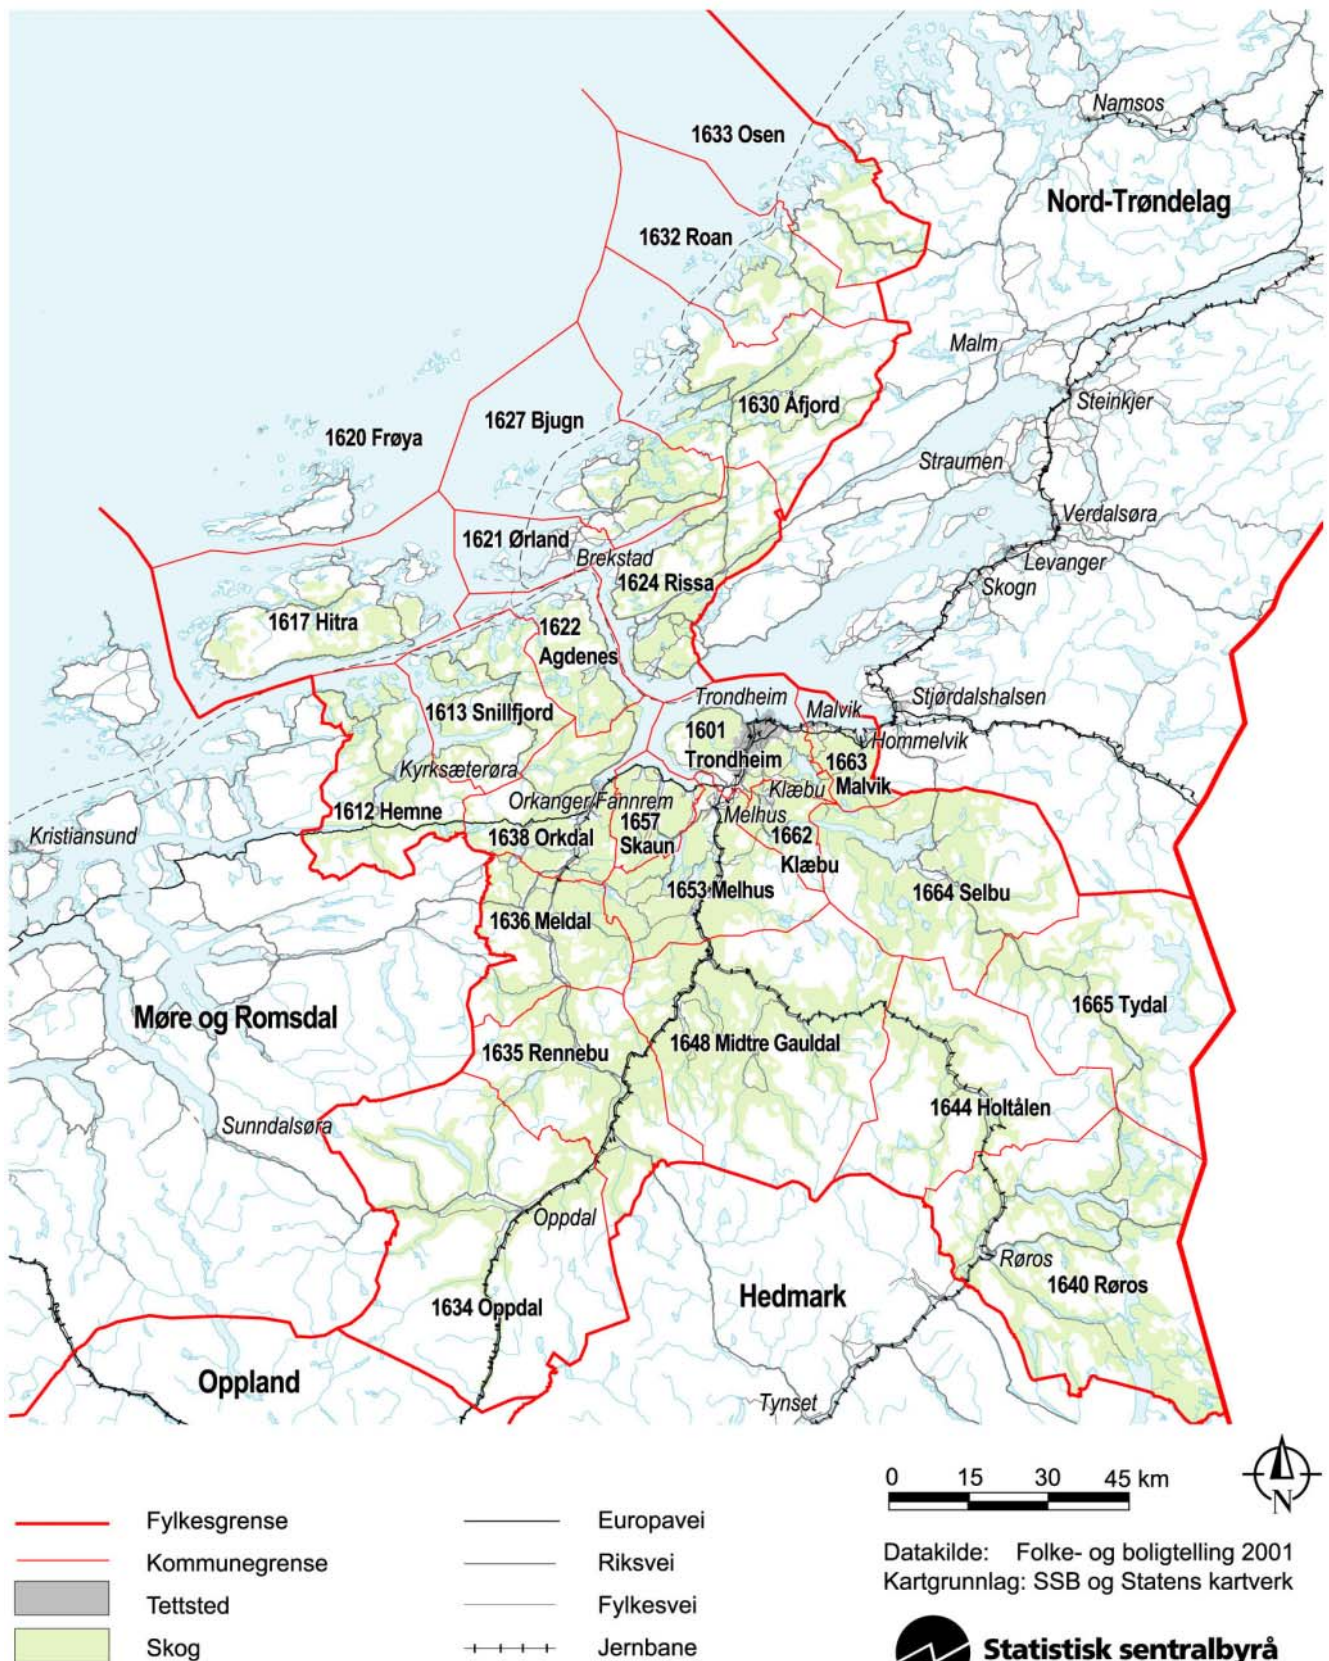 Namsos
1633 Osen
Nord-Trøndelag
1632 Roan
Malm
Steinkjer
1630 Åfjord
1627 Bjugn
1620 Frøya
Straumen
Verdalsøra
1621 Ørland
Brekstad
Levanger
1624 Rissa
Skogn
1617 Hitra
1622
Agdenes
Trondheim
Malvik
Stjørdalshalsen
1613 Snillfjord
1601
Trondheim
Hommelvik
1663
Malvik
Kyrksæterøra
Klæbu
Orkanger/Fannrem
1612 Hemne
Melhus
1657
Skaun
Kristiansund
1638 Orkdal
1662
Klæbu
1653 Melhus
1664 Selbu
1636 Meldal
1665 Tydal
Møre og Romsdal
1648 Midtre Gauldal
1635 Rennebu
1644 Holtålen
Sunndalsøra
Oppdal
Røros
1640 Røros
Hedmark
1634 Oppdal
Oppland
Tynset
0 15 30 45 km
N
Fylkesgrense
Kommunegrense
Tettsted
Skog
Europavei
Riksvei
Fylkesvei
Jernbane
Datakilde: Folke- og boligtelling 2001
Kartgrunnlag: SSB og Statens kartverk
Statistisk sentralbyrå